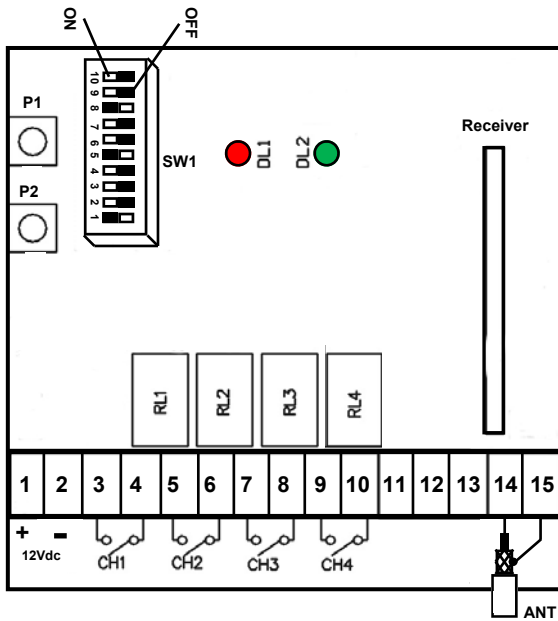 ON
OFF
P1
P2
10
9
8
7
6
5
4
3
2
1
SW1
DL1
DL2
Receiver
RL1
RL2
RL3
RL4
1 2 3 4 5 6 7 8 9 10 11 12 13 14 15
+ -
12Vdc
CH1
CH2
CH3
CH4
ANT